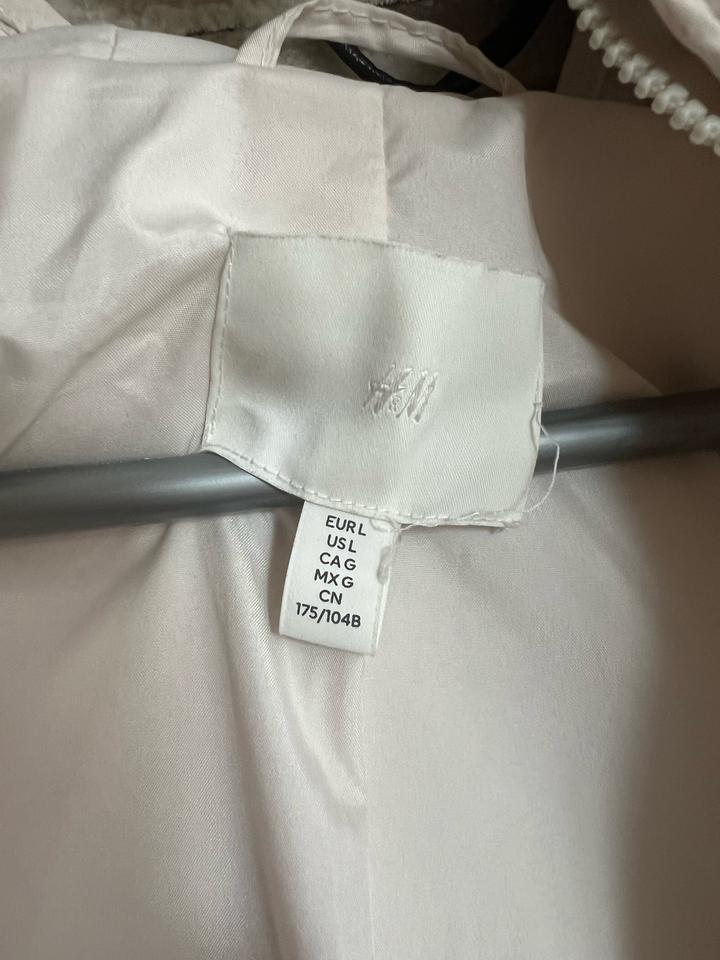 H&M
EUR L
US L
CA G
MX G
CN
175/104B